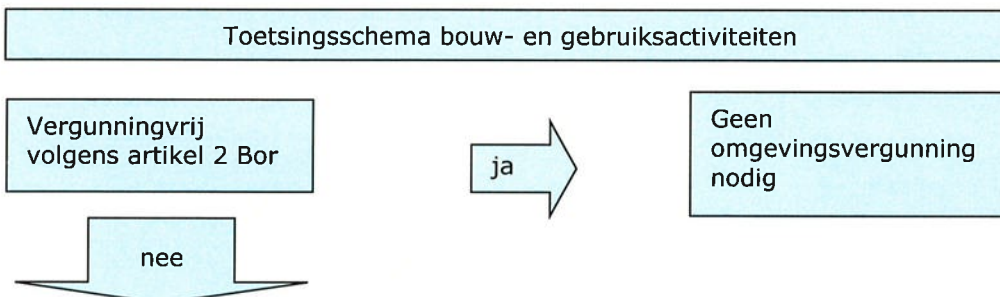 Toetsingsschema bouw- en gebruiksactiviteiten
Vergunningvrij
volgens artikel 2 Bor
ja
Geen
omgevingsvergunning
nodig
nee